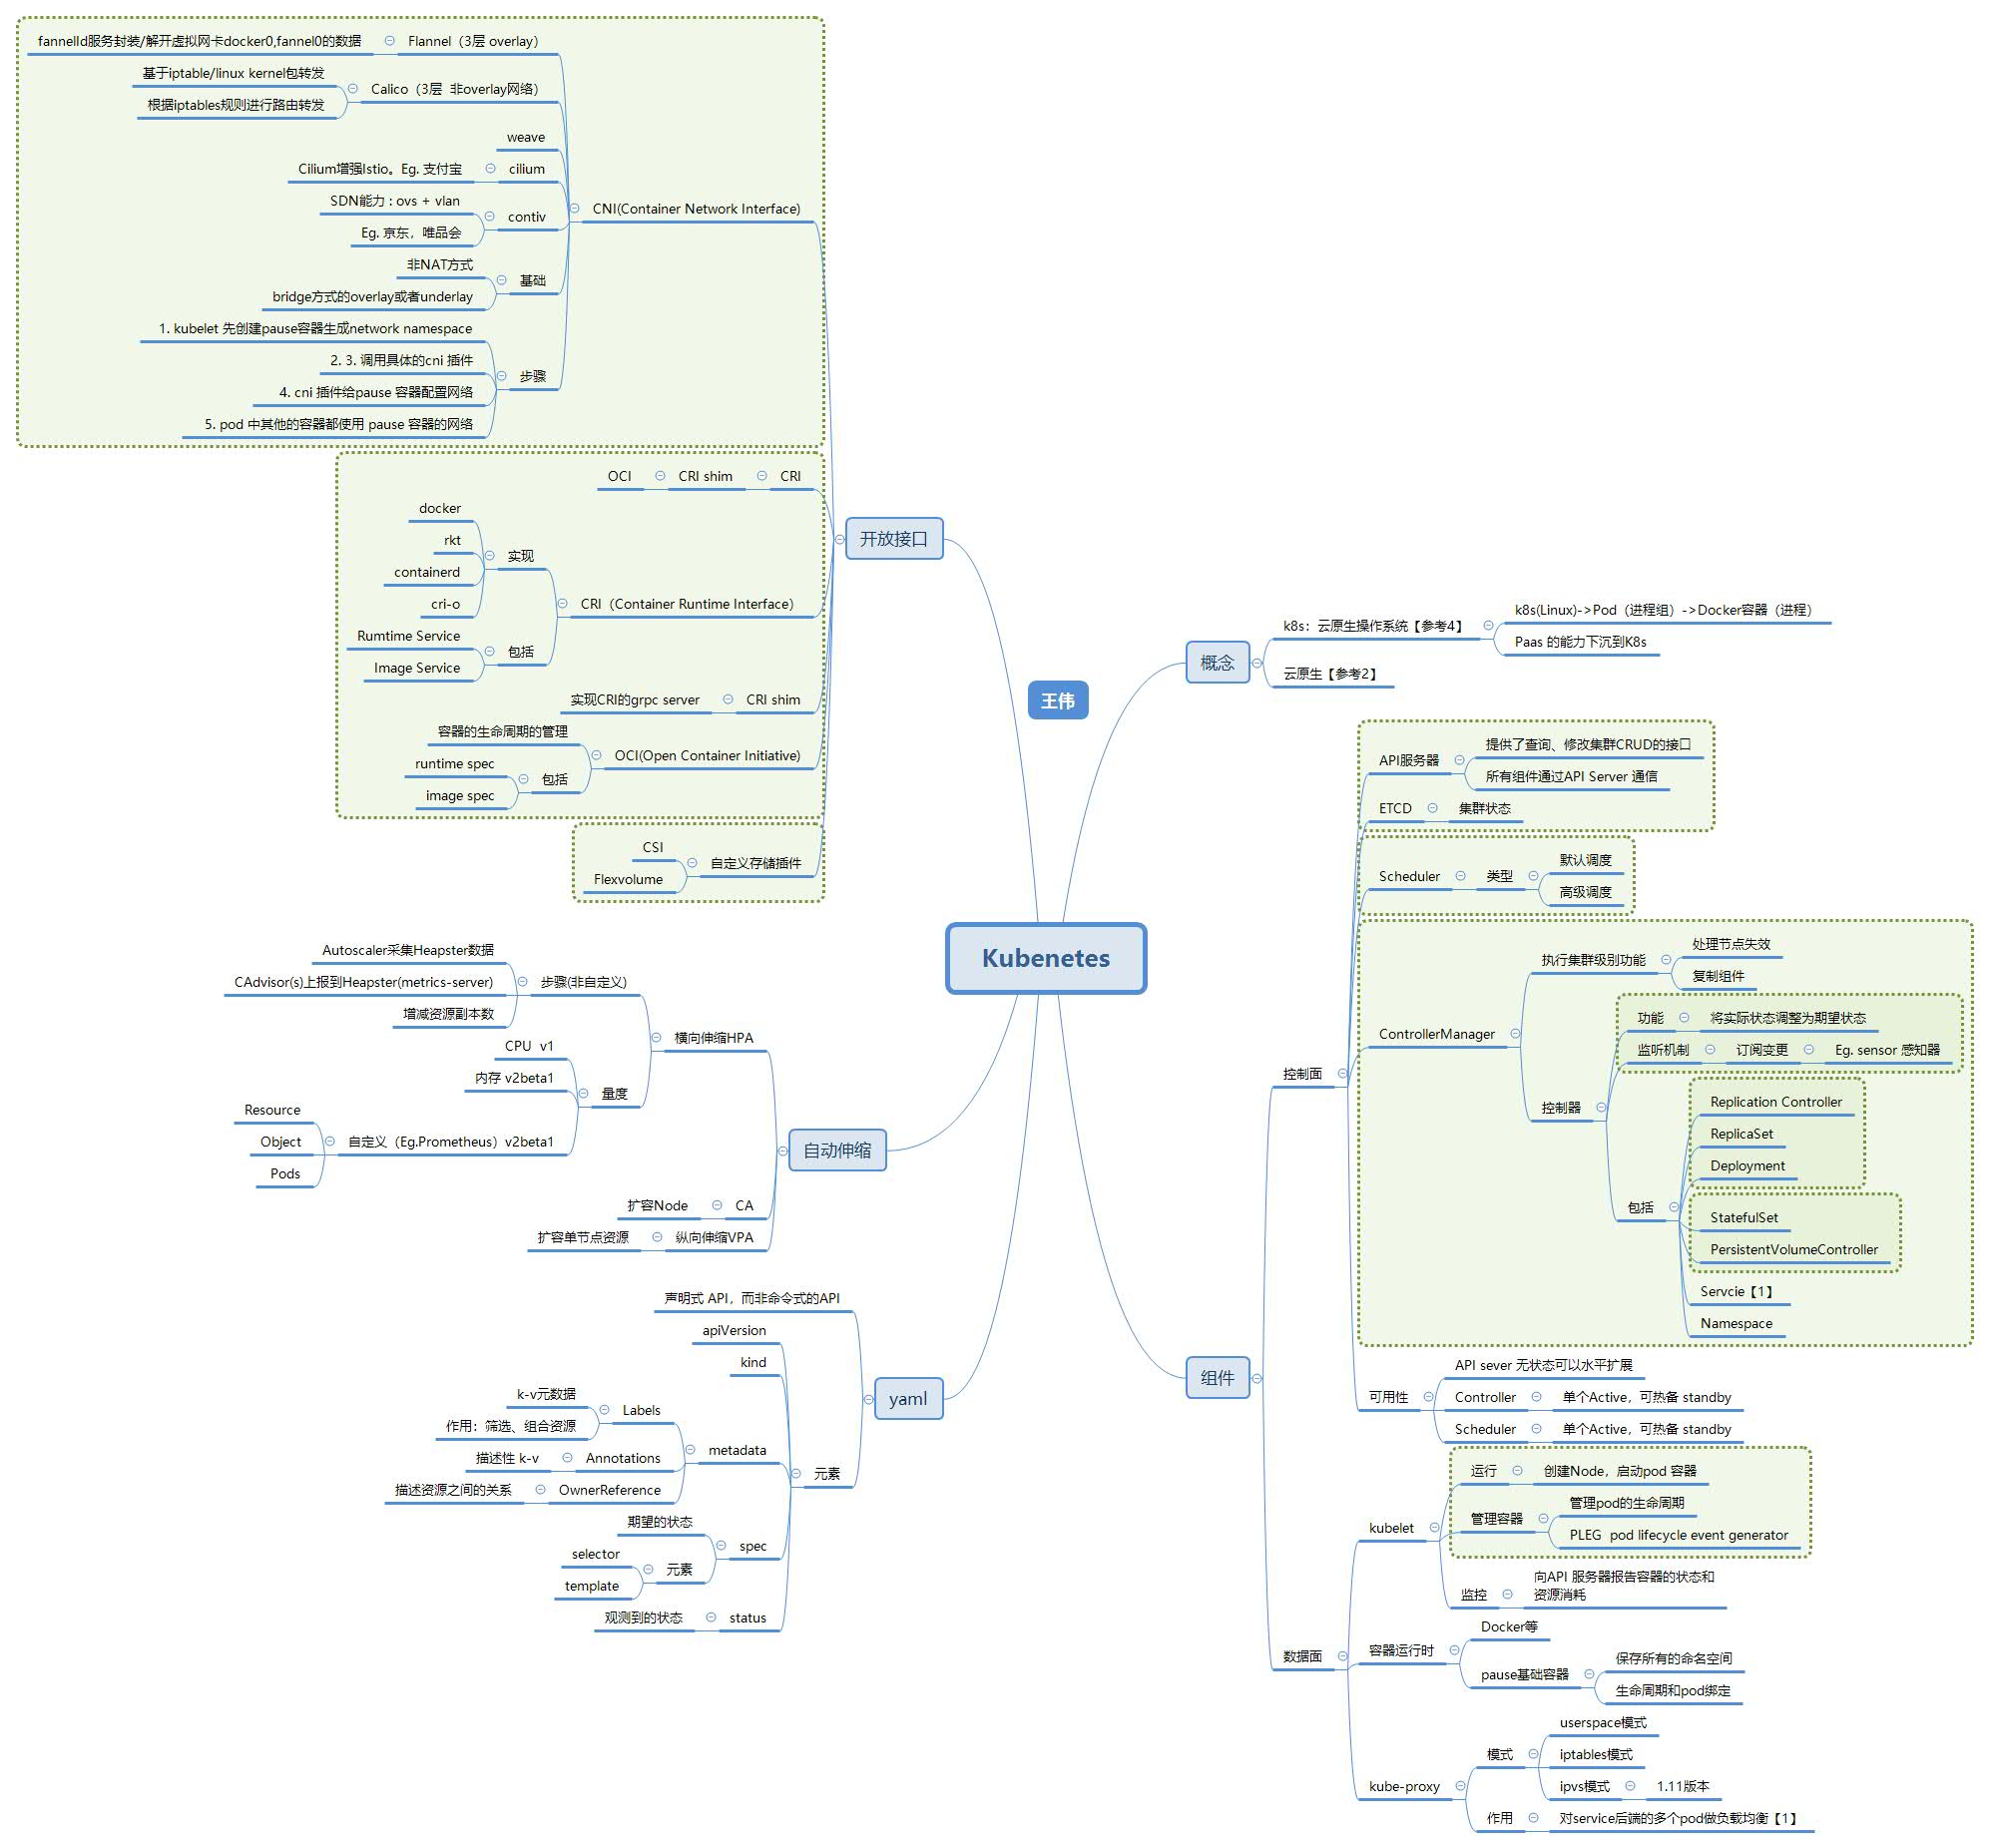 fannelld服务封装/解开虚拟网卡docker0,fannel0的数据
Flannel（3层 overlay）
基于iptable/linux kernel包转发
根据iptables规则进行路由转发
Calico（3层 非overlay网络）
weave
Cilium增强Istio。Eg. 支付宝
cilium
SDN能力 : ovs + vlan
Eg. 京东，唯品会
contiv
非NAT方式
bridge方式的overlay或者underlay
基础
1. kubelet 先创建pause容器生成network namespace
2. 3. 调用具体的cni 插件
4. cni 插件给pause 容器配置网络
5. pod 中其他的容器都使用 pause 容器的网络
步骤
CNI(Container Network Interface)
OCI
CRI shim
CRI
docker
rkt
containerd
cri-o
实现
Rumtime Service
Image Service
包括
CRI（Container Runtime Interface）
实现CRI的grpc server
CRI shim
容器的生命周期的管理
runtime spec
image spec
包括
OCI(Open Container Initiative)
CSI
Flexvolume
自定义存储插件
开放接口
Autoscaler采集Heapster数据
CAdvisor(s)上报到Heapster(metrics-server)
增减资源副本数
步骤(非自定义)
CPU v1
内存 v2beta1
Resource
Object
Pods
自定义（Eg.Prometheus）v2beta1
量度
横向伸缩HPA
扩容Node
CA
扩容单节点资源
纵向伸缩VPA
自动伸缩
声明式 API，而非命令式的API
apiVersion
kind
k-v元数据
作用：筛选、组合资源
Labels
描述性 k-v
Annotations
描述资源之间的关系
OwnerReference
metadata
期望的状态
selector
template
元素
spec
观测到的状态
status
元素
yaml
Kubenetes
王伟
概念
k8s：云原生操作系统【参考4】
k8s(Linux)->Pod（进程组）->Docker容器（进程）
Paas 的能力下沉到K8s
云原生【参考2】
组件
控制面
API服务器
提供了查询、修改集群CRUD的接口
所有组件通过API Server 通信
ETCD
集群状态
Scheduler
类型
默认调度
高级调度
ControllerManager
执行集群级别功能
处理节点失效
复制组件
控制器
功能
将实际状态调整为期望状态
监听机制
订阅变更
Eg. sensor 感知器
包括
Replication Controller
ReplicaSet
Deployment
StatefulSet
PersistentVolumeController
Servcie【1】
Namespace
可用性
API sever 无状态可以水平扩展
Controller
单个Active，可热备 standby
Scheduler
单个Active，可热备 standby
数据面
kubelet
运行
创建Node，启动pod 容器
管理容器
管理pod的生命周期
PLEG pod lifecycle event generator
监控
向API 服务器报告容器的状态和
资源消耗
容器运行时
Docker等
pause基础容器
保存所有的命名空间
生命周期和pod绑定
kube-proxy
模式
userspace模式
iptables模式
ipvs模式
1.11版本
作用
对service后端的多个pod做负载均衡【1】